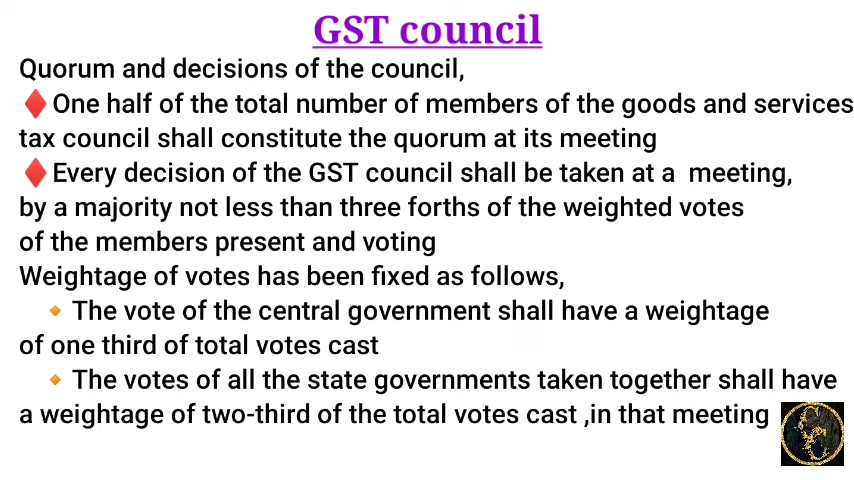 GST council
Quorum and decisions of the council,
♦️One half of the total number of members of the goods and services
tax council shall constitute the quorum at its meeting
♦️Every decision of the GST council shall be taken at a  meeting,
by a majority not less than three forths of the weighted votes
of the members present and voting
Weightage of votes has been fixed as follows,
🔸The vote of the central government shall have a weightage
of one third of total votes cast
🔸The votes of all the state governments taken together shall have
a weightage of two-third of the total votes cast ,in that meeting